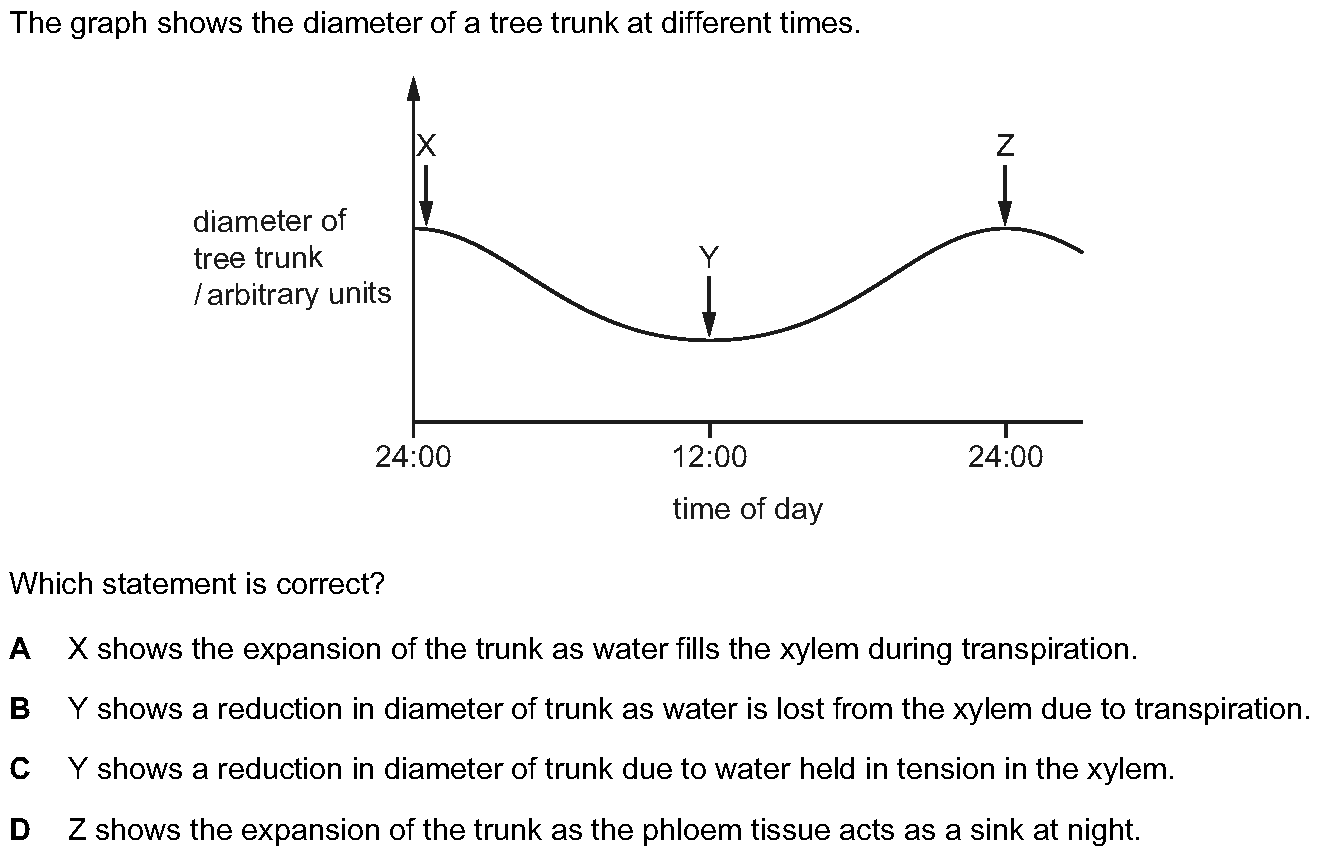 The graph shows the diameter of a tree trunk at different times.
X
Z
diameter of
tree trunk
/ arbitrary units
Y
24:00 12:00 24:00
time of day
Which statement is correct?
A X shows the expansion of the trunk as water fills the xylem during transpiration.
B Y shows a reduction in diameter of trunk as water is lost from the xylem due to transpiration.
C Y shows a reduction in diameter of trunk due to water held in tension in the xylem.
D Z shows the expansion of the trunk as the phloem tissue acts as a sink at night.